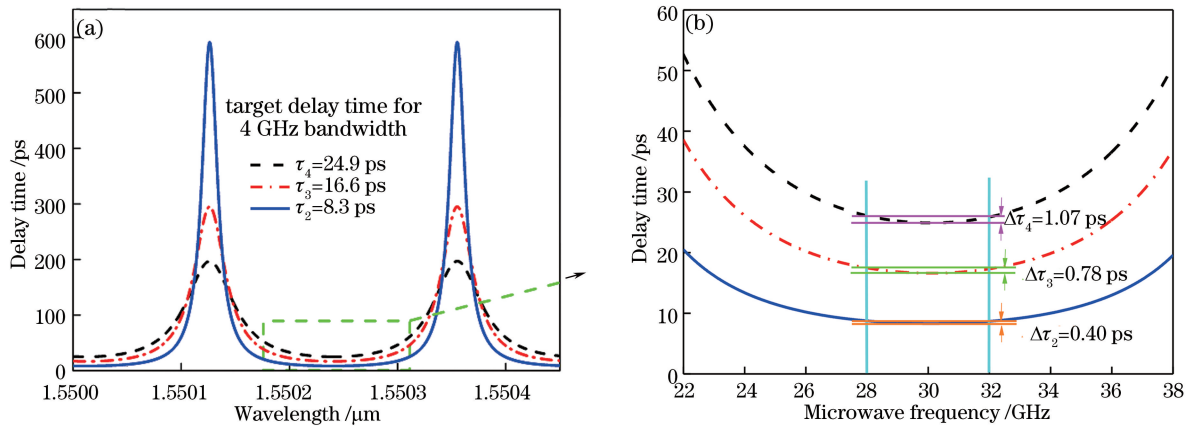 (a)
600
500
400
300
200
100
0
Delay time /ps
target delay time for
4 GHz bandwidth
τ4=24.9 ps
τ3=16.6 ps
τ2=8.3 ps
1.5500
1.5501
1.5502
1.5503
1.5504
Wavelength /μm
(b)
60
50
40
30
20
10
0
Delay time /ps
Δτ4=1.07 ps
Δτ3=0.78 ps
Δτ2=0.40 ps
22
24
26
28
30
32
34
36
38
Microwave frequency /GHz